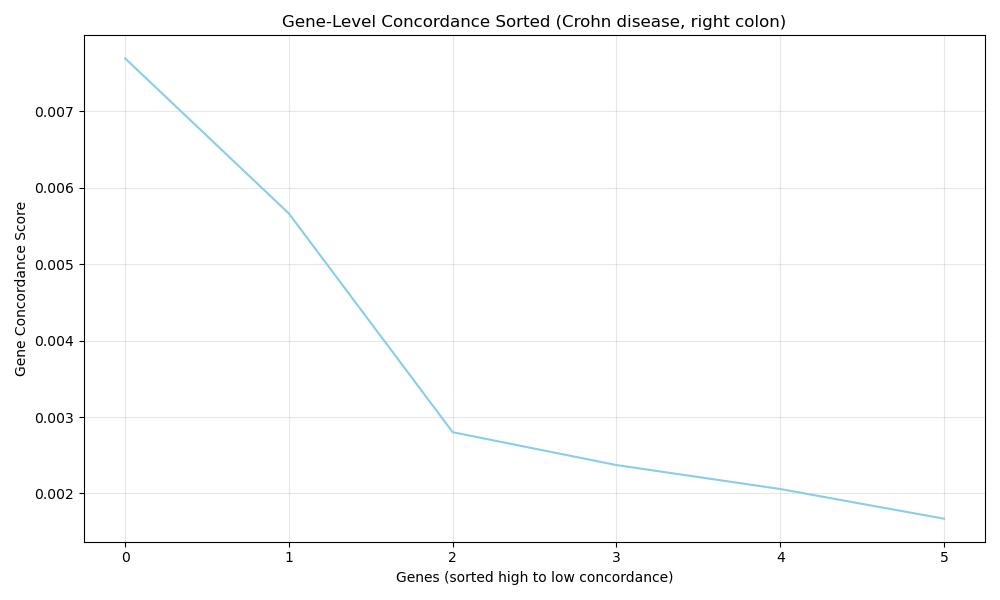 Gene-Level Concordance Sorted (Crohn disease, right colon)
0.007
0.006
0.005
0.004
0.003
0.002
Gene Concordance Score
0 1 2 3 4 5
Genes (sorted high to low concordance)